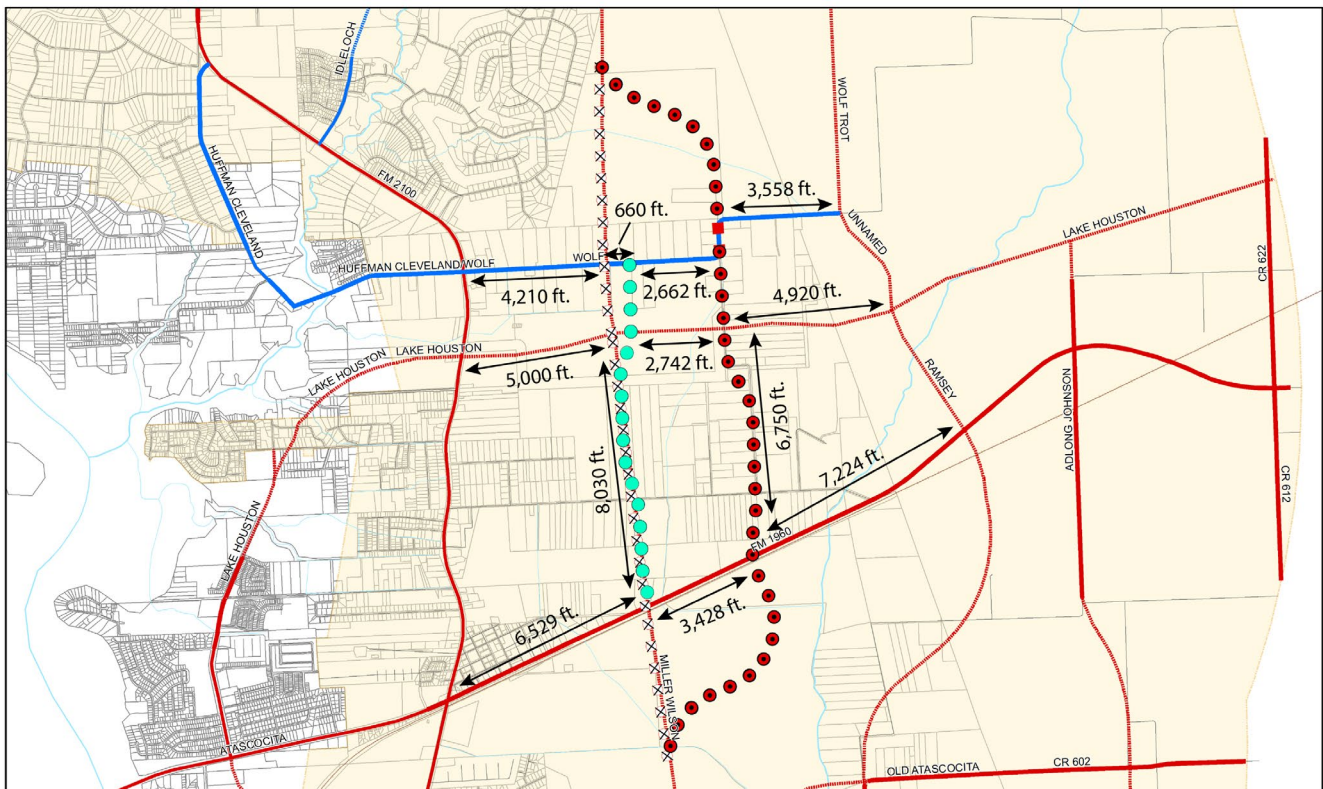 IDLELOCH
WOLF TROT
HUFFMAN CLEVELAND
FM 2100
3,558 ft.
660 ft.
UNNAMED
LAKE HOUSTON
CR 622
WOLF
HUFFMAN CLEVELAND WOLF
4,210 ft.
2,662 ft.
4,920 ft.
LAKE HOUSTON
LAKE HOUSTON
5,000 ft.
2,742 ft.
RAMSEY
6,750 ft.
ADLONG JOHNSON
7,224 ft.
8,030 ft.
CR 612
LAKE HOUSTON
FM 1960
6,529 ft.
3,428 ft.
MILLER WILSON
ATASCOCITA
OLD ATASCOCITA
CR 602